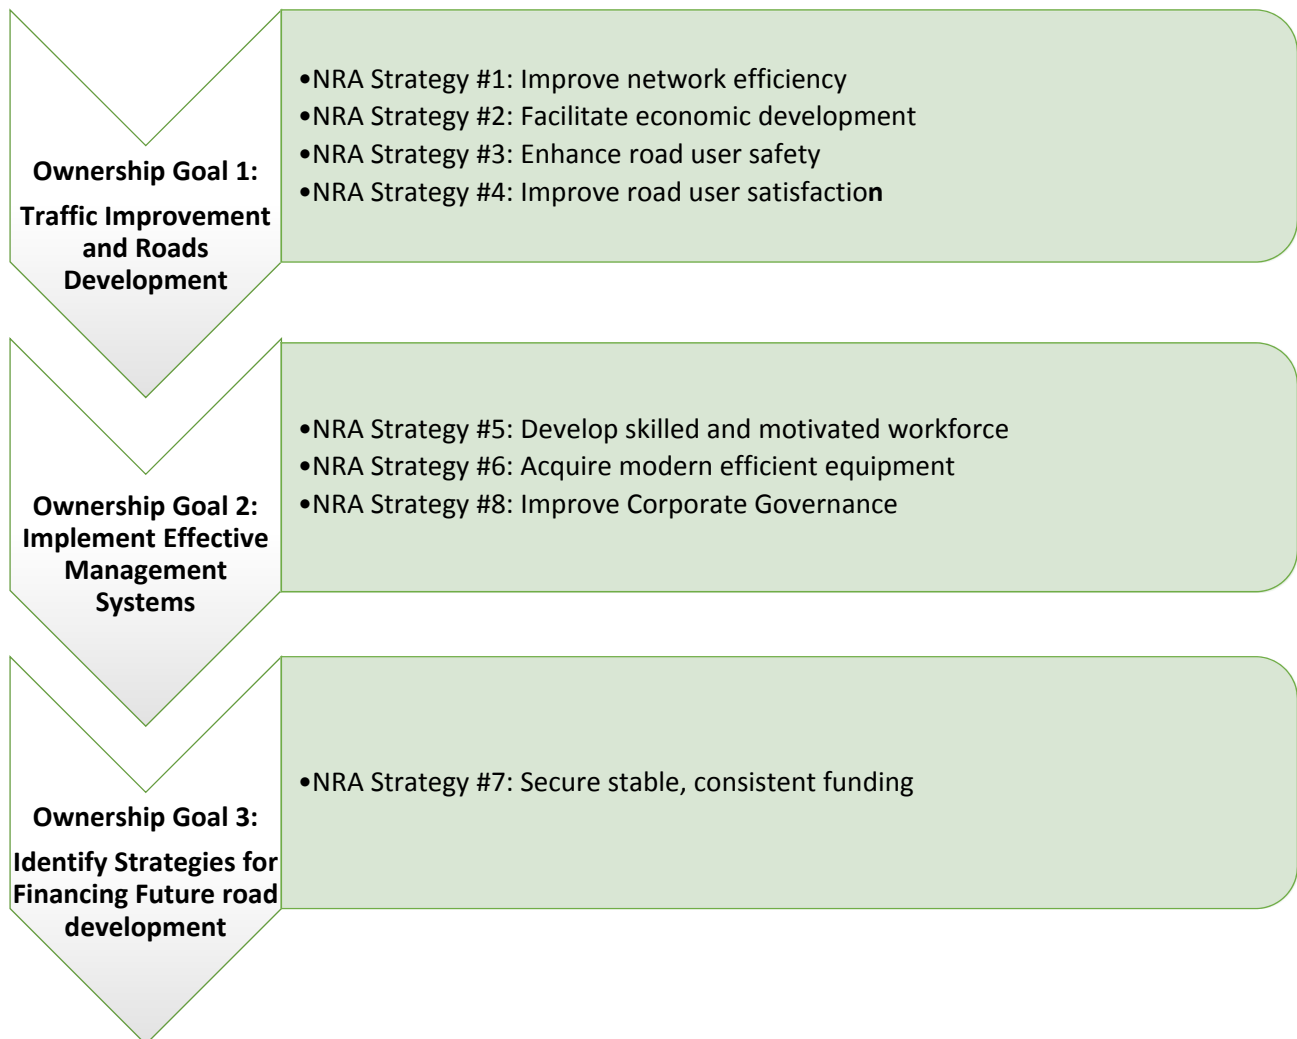 Ownership Goal 1:
Traffic Improvement
and Roads
Development
•NRA Strategy #1: Improve network efficiency
•NRA Strategy #2: Facilitate economic development
•NRA Strategy #3: Enhance road user safety
•NRA Strategy #4: Improve road user satisfaction
Ownership Goal 2:
Implement Effective
Management
Systems
•NRA Strategy #5: Develop skilled and motivated workforce
•NRA Strategy #6: Acquire modern efficient equipment
•NRA Strategy #8: Improve Corporate Governance
Ownership Goal 3:
Identify Strategies for
Financing Future road
development
•NRA Strategy #7: Secure stable, consistent funding